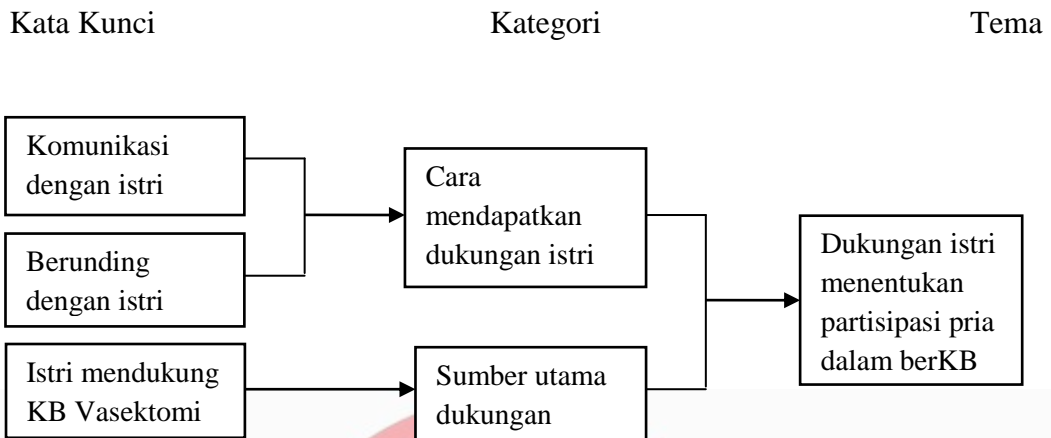 Kata Kunci Kategori Tema
Komunikasi
dengan istri
Berunding
dengan istri
Istri mendukung
KB Vasektomi
Cara
mendapatkan
dukungan istri
Sumber utama
dukungan
Dukungan istri
menentukan
partisipasi pria
dalam berKB